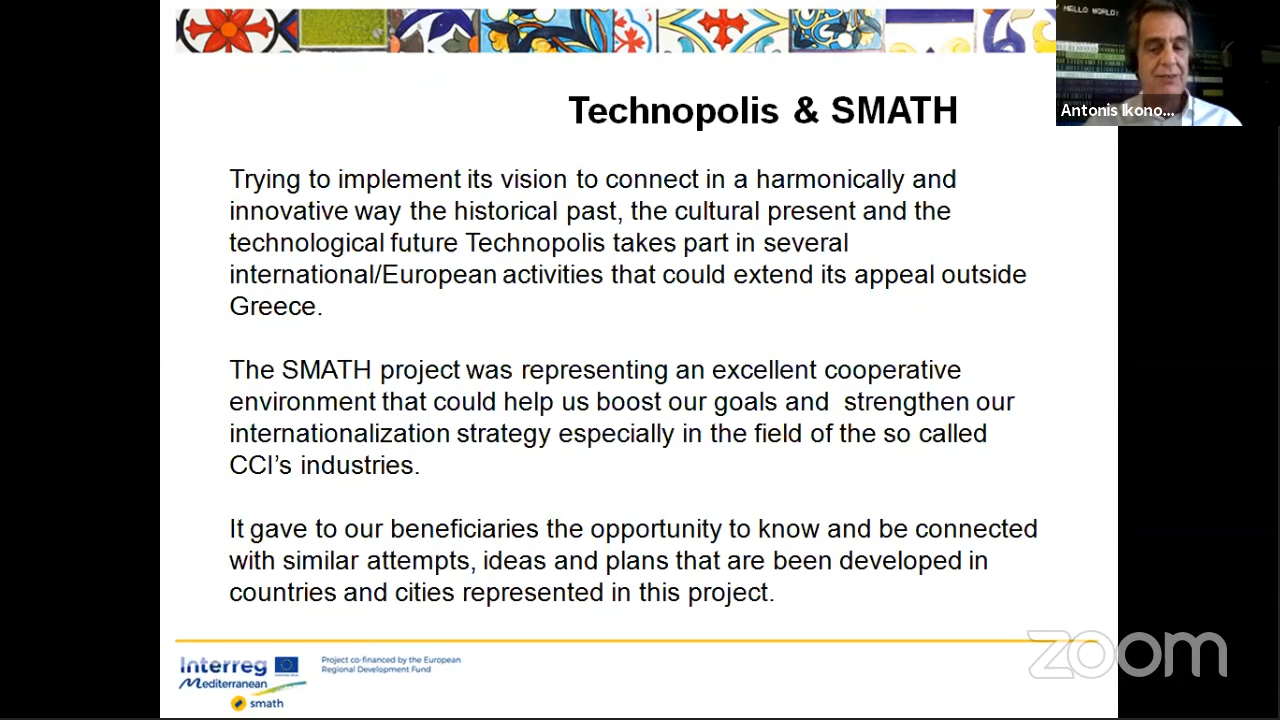 HELLO WORLD!
Antonis Ikono...
Technopolis & SMATH
Trying to implement its vision to connect in a harmonically and
innovative way the historical past, the cultural present and the
technological future Technopolis takes part in several
international/European activities that could extend its appeal outside
Greece.
The SMATH project was representing an excellent cooperative
environment that could help us boost our goals and  strengthen our
internationalization strategy especially in the field of the so called
CCI’s industries.
It gave to our beneficiaries the opportunity to know and be connected
with similar attempts, ideas and plans that are been developed in
countries and cities represented in this project.
Interreg
Mediterranean
smath
Project co-financed by the European
Regional Development Fund
zoom